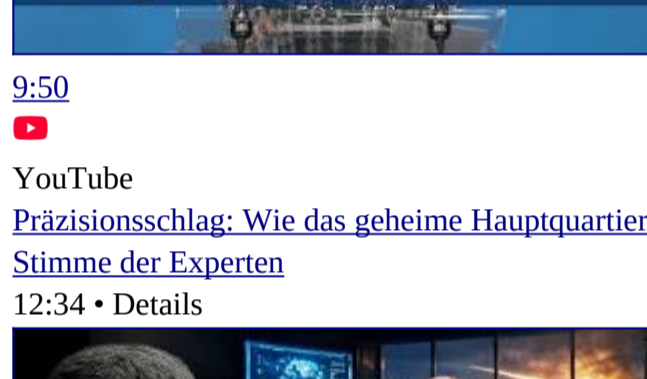 9:50
YouTube
Präzisionsschlag: Wie das geheime Hauptquartier
Stimme der Experten
12:34 • Details